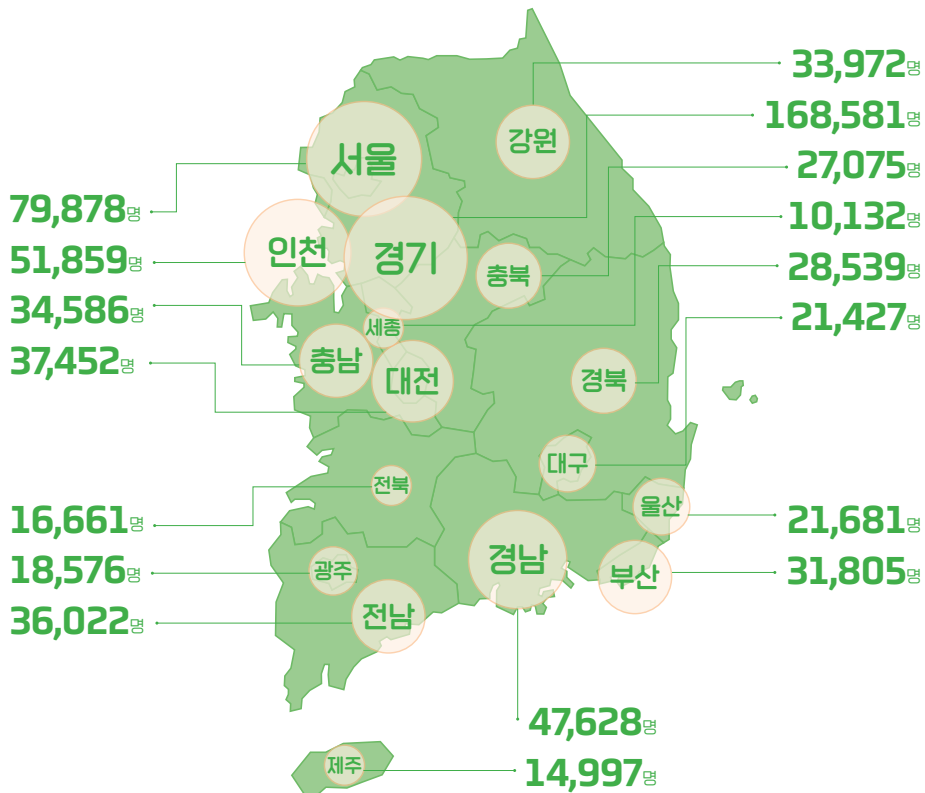 33,972명
168,581명
27,075명
10,132명
28,539명
21,427명
79,878명
51,859명
34,586명
37,452명
서울
강원
인천
경기
충북
세종
충남
대전
경북
대구
전북
울산
경남
광주
부산
전남
16,661명
18,576명
36,022명
21,681명
31,805명
47,628명
제주
14,997명